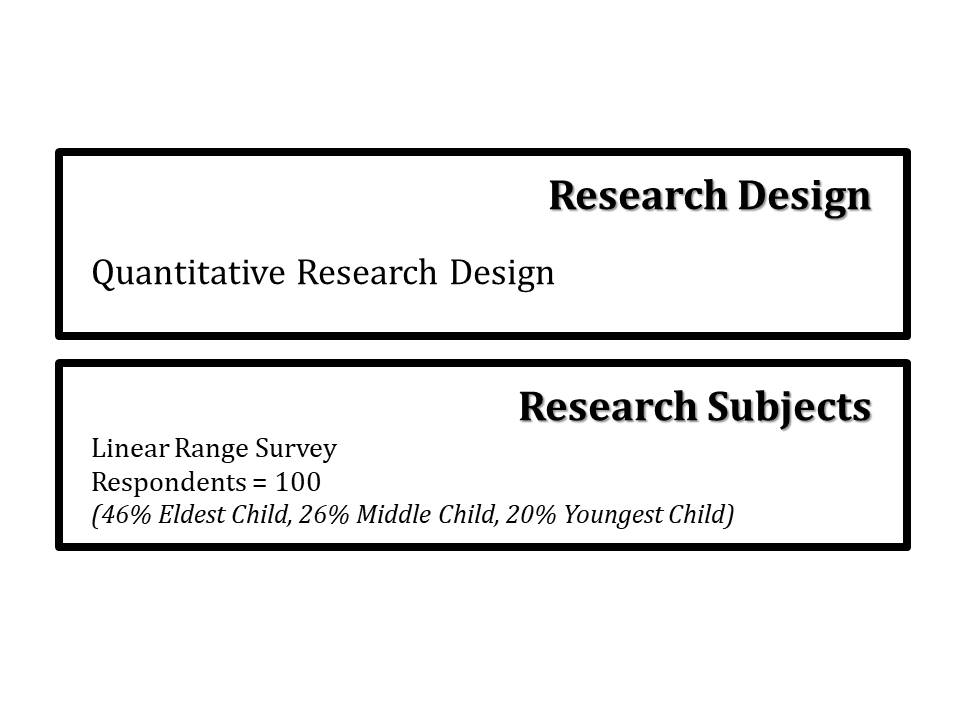 Research Design
Quantitative Research Design
Research Subjects
Linear Range Survey
Respondents = 100
(46% Eldest Child, 26% Middle Child, 20% Youngest Child)